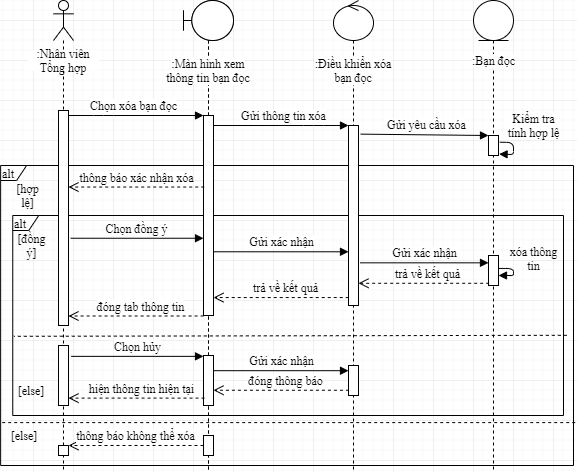 :Nhân viên
Tổng hợp
:Màn hình xem
thông tin bạn đọc
:Điều khiển xóa
bạn đọc
:Bạn đọc
Chọn xóa bạn đọc
Gửi thông tin xóa
Gửi yêu cầu xóa
Kiểm tra
tính hợp lệ
alt
[hợp
lệ]
thông báo xác nhận xóa
alt
[đồng
ý]
Chọn đồng ý
Gửi xác nhận
Gửi xác nhận
xóa thông
tin
trả về kết quả
trả về kết quả
đóng tab thông tin
Chọn hủy
Gửi xác nhận
[else]
hiện thông tin hiện tại
đóng thông báo
[else]
thông báo không thể xóa